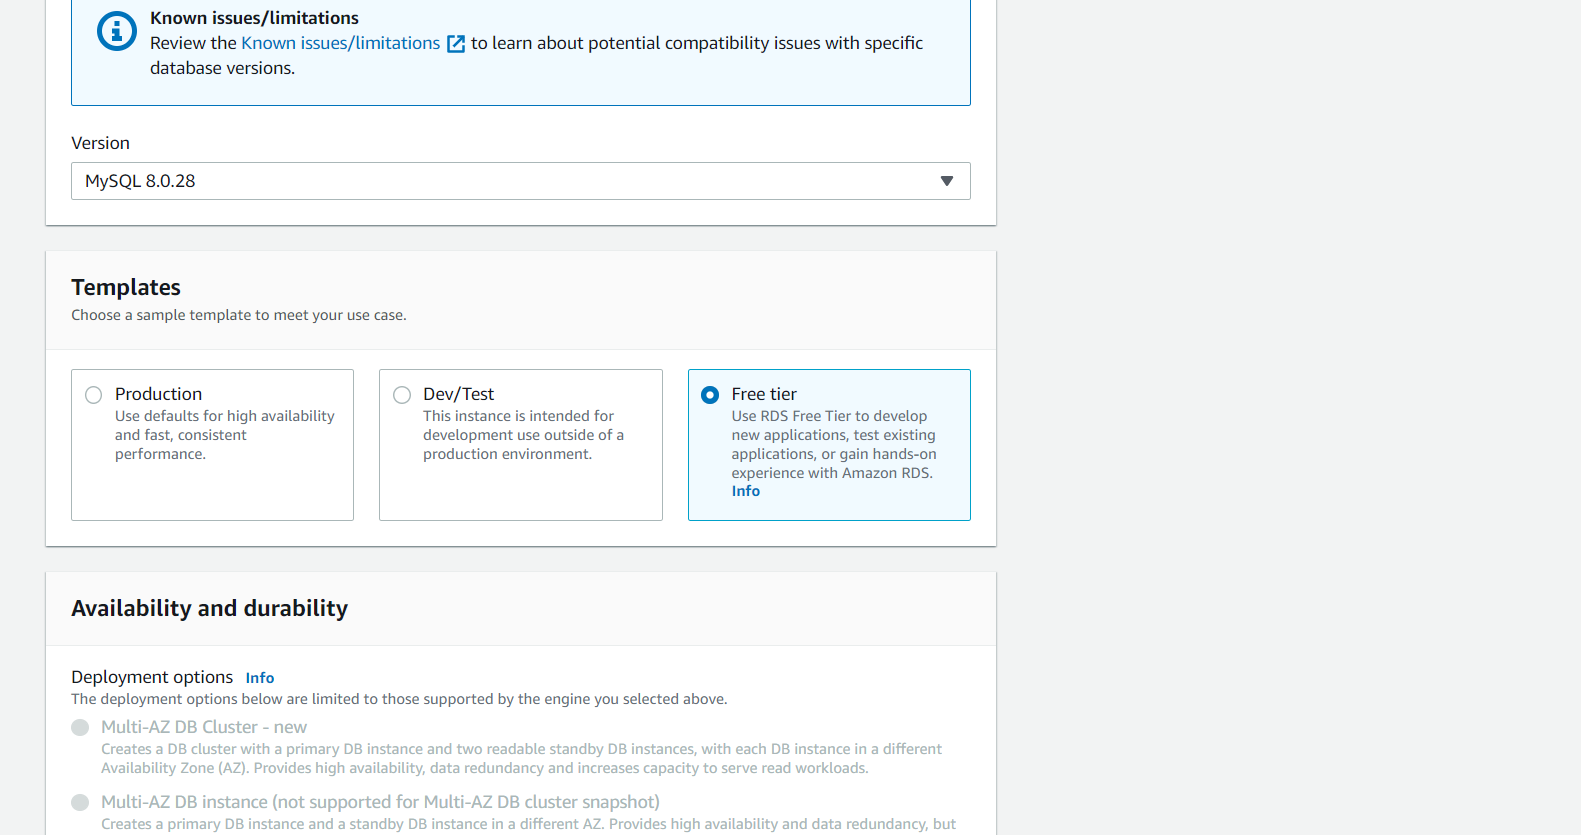 Known issues/limitations
Review the Known issues/limitations to learn about potential compatibility issues with specific
database versions.
Version
MySQL 8.0.28
Templates
Choose a sample template to meet your use case.
Production
Use defaults for high availability
and fast, consistent
performance.
Dev/Test
This instance is intended for
development use outside of a
production environment.
Free tier
Use RDS Free Tier to develop
new applications, test existing
applications, or gain hands-on
experience with Amazon RDS.
Info
Availability and durability
Deployment options Info
The deployment options below are limited to those supported by the engine you selected above.
Multi-AZ DB Cluster - new
Creates a DB cluster with a primary DB instance and two readable standby DB instances, with each DB instance in a different
Availability Zone (AZ). Provides high availability, data redundancy and increases capacity to serve read workloads.
Multi-AZ DB instance (not supported for Multi-AZ DB cluster snapshot)
Creates a primary DB instance and a standby DB instance in a different AZ. Provides high availability and data redundancy, but